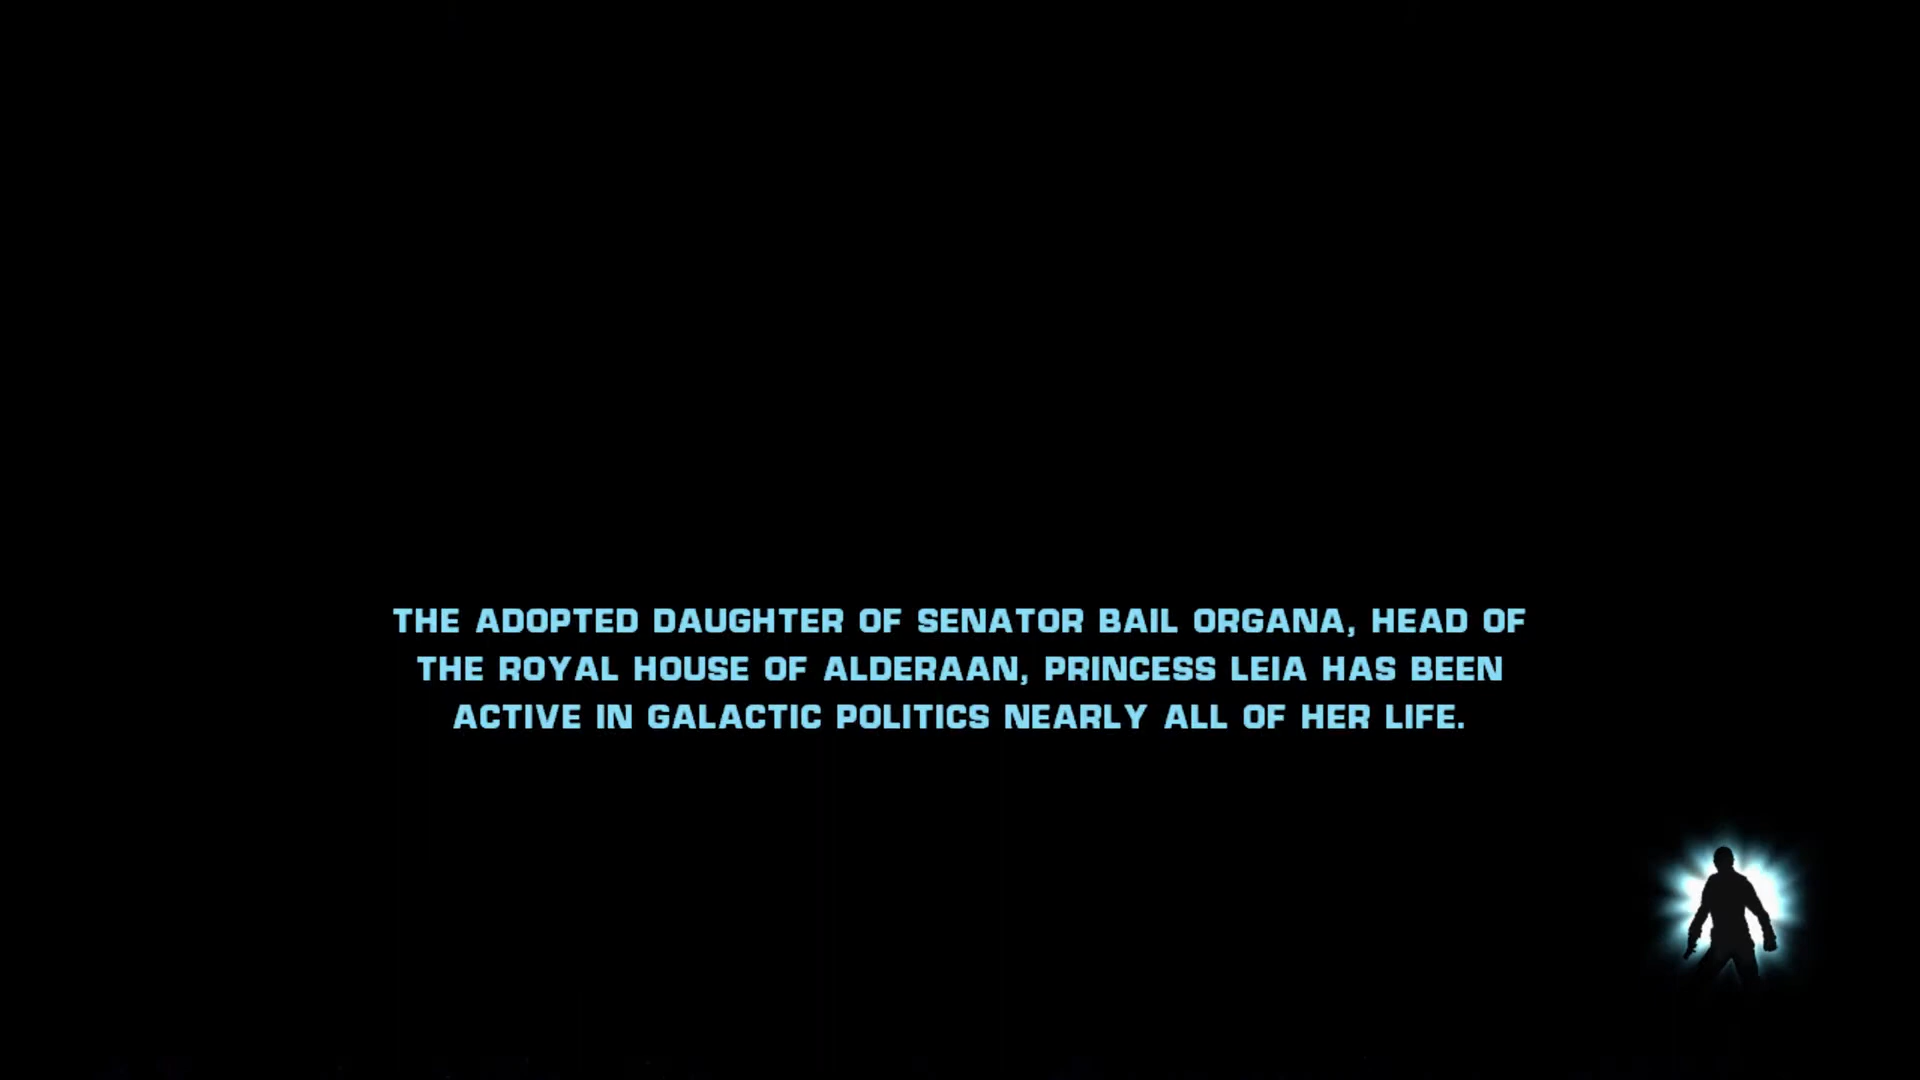 THE ADOPTED DAUGHTER OF SENATOR BAIL ORGANA, HEAD OF
THE ROYAL HOUSE OF ALDERAAN, PRINCESS LEIA HAS BEEN
ACTIVE IN GALACTIC POLITICS NEARLY ALL OF HER LIFE.